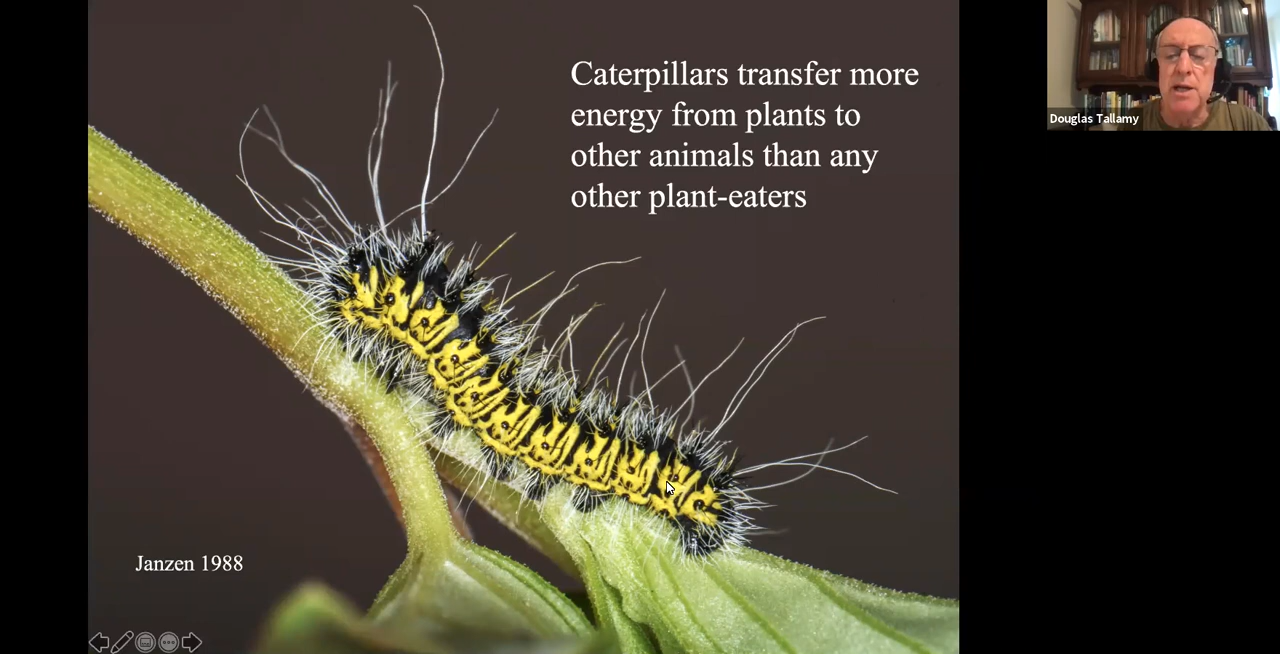 Caterpillars transfer more
energy from plants to
other animals than any
other plant-eaters
Douglas Tallamy
Janzen 1988